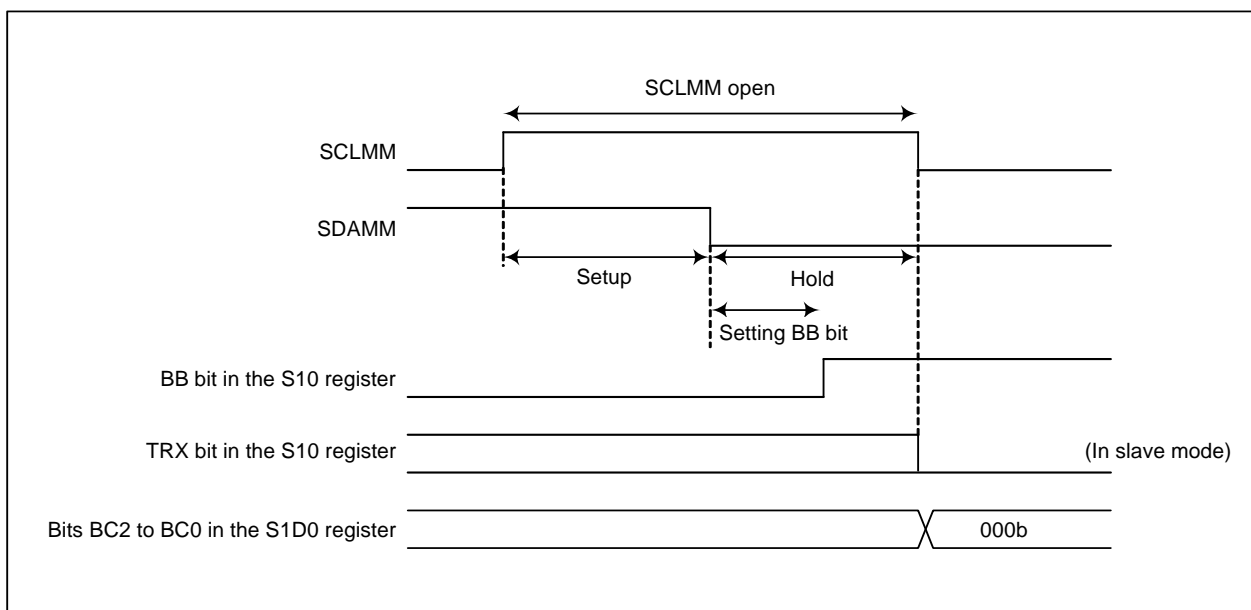 SCLMM open
SCLMM
SDAMM
Setup
Hold
Setting BB bit
BB bit in the S10 register
TRX bit in the S10 register
(In slave mode)
Bits BC2 to BC0 in the S1D0 register
000b